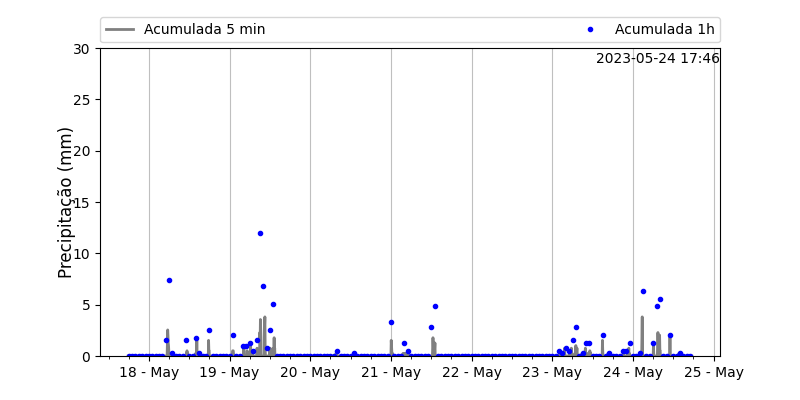 Acumulada 5 min
Acumulada 1h
2023-05-24 17:46
Precipitação (mm)
30
25
20
15
10
5
0
18 - May
19 - May
20 - May
21 - May
22 - May
23 - May
24 - May
25 - May